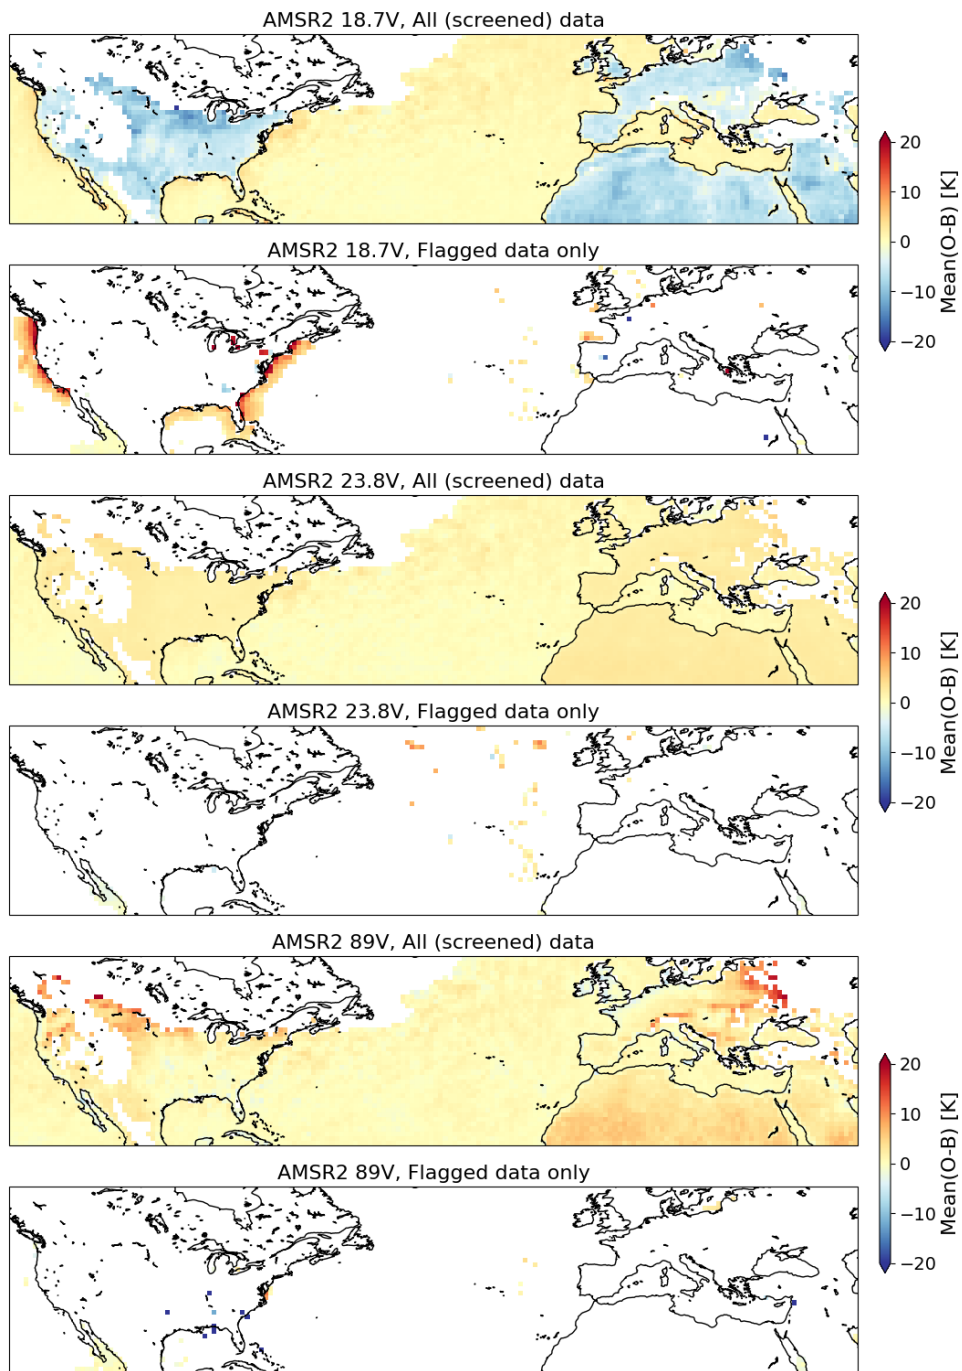 AMSR2 18.7V, All (screened) data
20
10
0
−10
−20
Mean(O-B) [K]
AMSR2 18.7V, Flagged data only
AMSR2 23.8V, All (screened) data
20
10
0
−10
−20
Mean(O-B) [K]
AMSR2 23.8V, Flagged data only
AMSR2 89V, All (screened) data
20
10
0
−10
−20
Mean(O-B) [K]
AMSR2 89V, Flagged data only